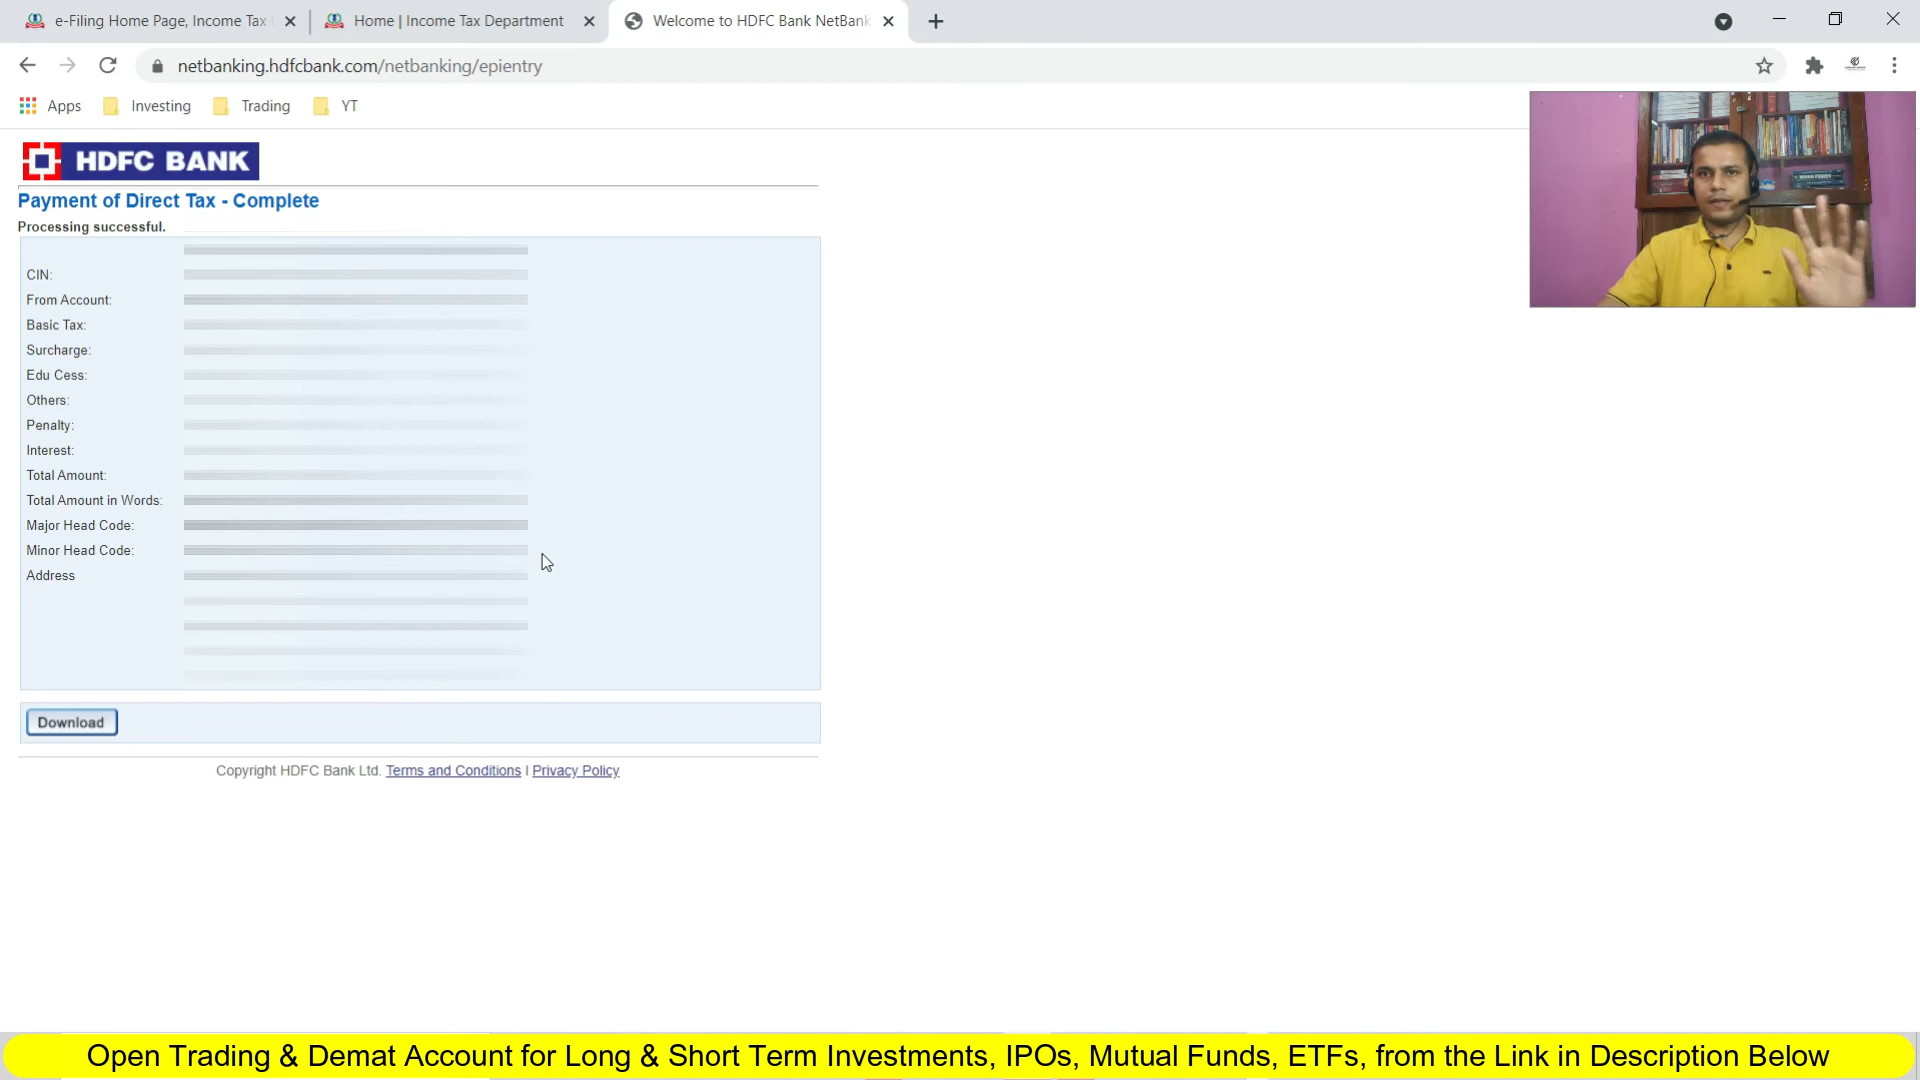 e-Filing Home Page, Income Tax
Home | Income Tax Department
Welcome to HDFC Bank NetBank
netbanking.hdfcbank.com/netbanking/epientry
Apps Investing Trading YT
HDFC BANK
Payment of Direct Tax - Complete
Processing successful.
CIN:
From Account:
Basic Tax:
Surcharge:
Edu Cess:
Others:
Penalty:
Interest:
Total Amount:
Total Amount in Words:
Major Head Code:
Minor Head Code:
Address
Download
Copyright HDFC Bank Ltd. Terms and Conditions | Privacy Policy
Open Trading & Demat Account for Long & Short Term Investments, IPOs, Mutual Funds, ETFs, from the Link in Description Below